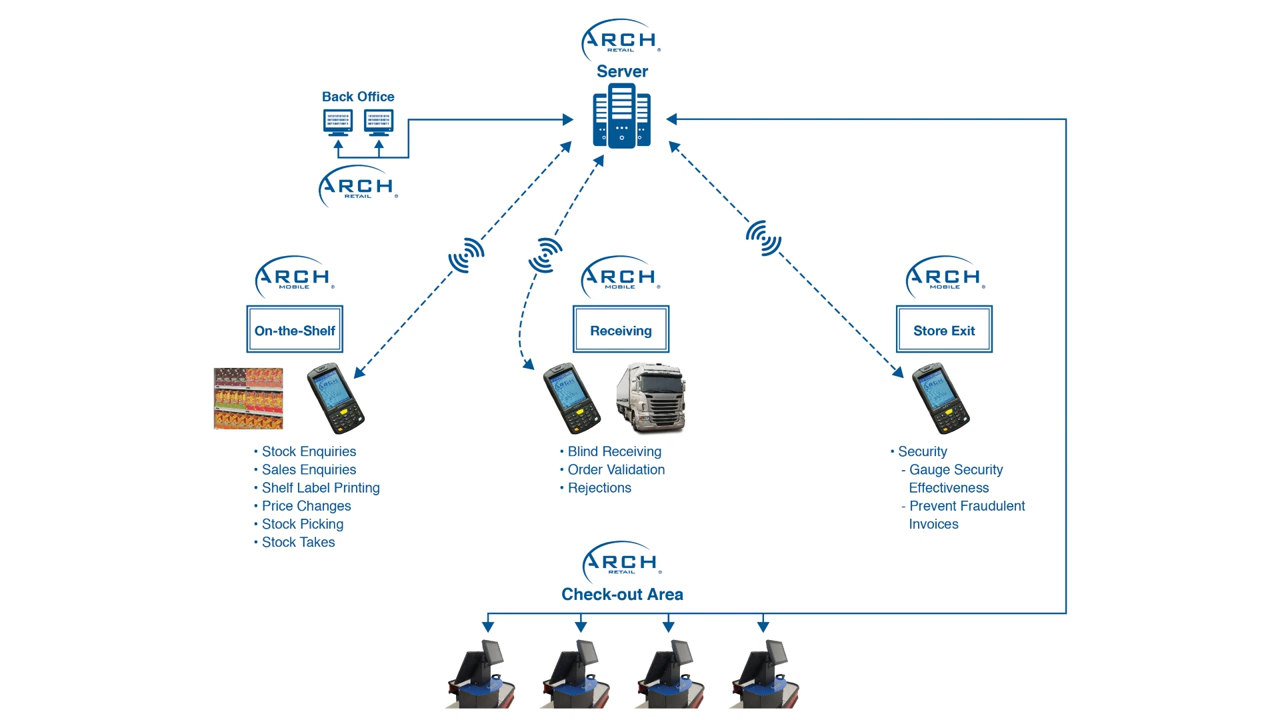 ARCH
RETAIL ®
Server
Back Office
ARCH
RETAIL ®
ARCH
MOBILE ®
On-the-Shelf
• Stock Enquiries
• Sales Enquiries
• Shelf Label Printing
• Price Changes
• Stock Picking
• Stock Takes
ARCH
MOBILE ®
Receiving
• Blind Receiving
• Order Validation
• Rejections
ARCH
MOBILE ®
Store Exit
• Security
- Gauge Security
Effectiveness
- Prevent Fraudulent
Invoices
ARCH
RETAIL ®
Check-out Area